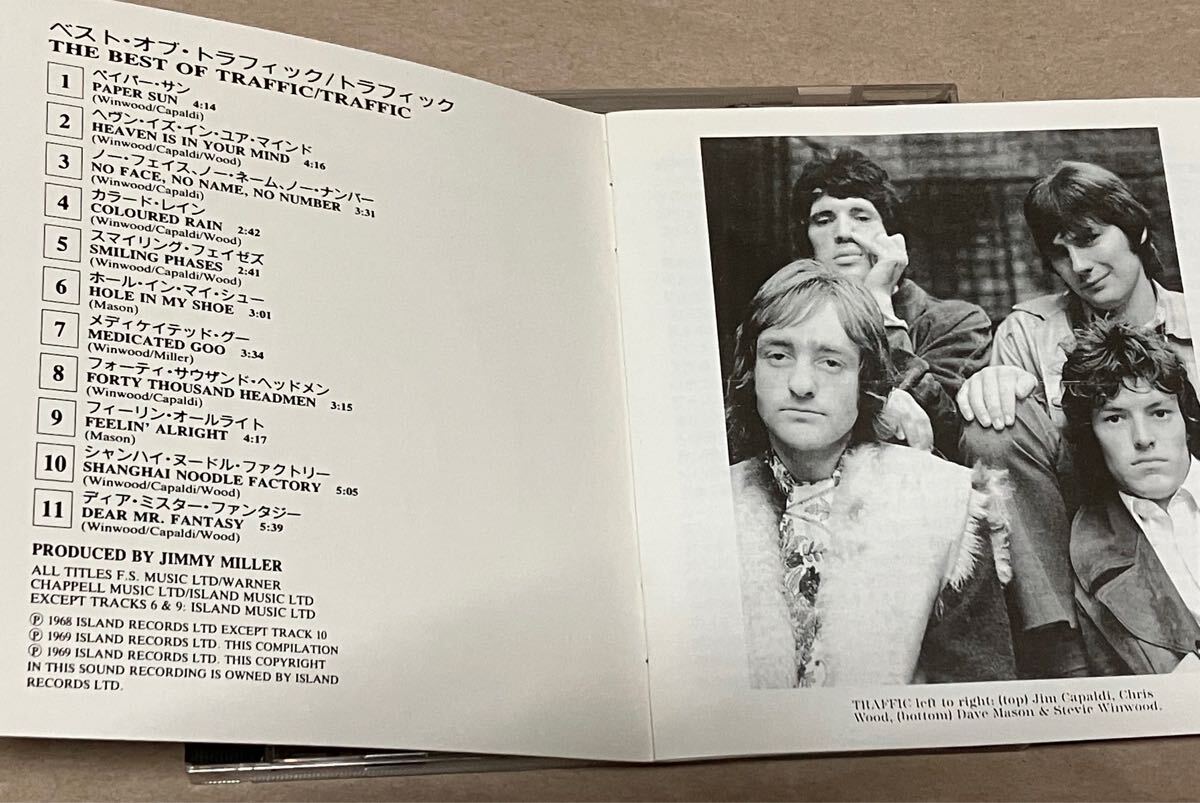 ベスト・オブ・トラフィック/トラフィック
THE BEST OF TRAFFIC/TRAFFIC
1 ペイパー・サン
PAPER SUN 4:14
(Winwood/Capaldi)
2 ヘヴン・イズ・イン・ユア・マインド
HEAVEN IS IN YOUR MIND 4:16
(Winwood/Capaldi/Wood)
3 ノー・フェイス、ノー・ネーム、ノー・ナンバー
NO FACE, NO NAME, NO NUMBER 3:31
(Winwood/Capaldi)
4 カラード・レイン
COLOURED RAIN 2:42
(Winwood/Capaldi/Wood)
5 スマイリング・フェイゼズ
SMILING PHASES 2:41
(Winwood/Capaldi/Wood)
6 ホール・イン・マイ・シュー
HOLE IN MY SHOE 3:01
(Mason)
7 メディケイテッド・グー
MEDICATED GOO 3:34
(Winwood/Miller)
8 フォーティ・サウザンド・ヘッドメン
FORTY THOUSAND HEADMEN 3:15
(Winwood/Capaldi)
9 フィーリン・オールライト
FEELIN' ALRIGHT 4:17
(Mason)
10 シャンハイ・ヌードル・ファクトリー
SHANGHAI NOODLE FACTORY 5:05
(Winwood/Capaldi/Wood)
11 ディア・ミスター・ファンタジー
DEAR MR. FANTASY 5:39
(Winwood/Capaldi/Wood)
PRODUCED BY JIMMY MILLER
ALL TITLES F.S. MUSIC LTD/WARNER
CHAPPELL MUSIC LTD/ISLAND MUSIC LTD
EXCEPT TRACKS 6 & 9: ISLAND MUSIC LTD
Ⓟ 1968 ISLAND RECORDS LTD EXCEPT TRACK 10
Ⓟ 1969 ISLAND RECORDS LTD. THIS COMPILATION
Ⓟ 1969 ISLAND RECORDS LTD. THIS COPYRIGHT
IN THIS SOUND RECORDING IS OWNED BY ISLAND
RECORDS LTD.
TRAFFIC left to right: (top) Jim Capaldi, Chris
Wood, (bottom) Dave Mason & Stevie Winwood.